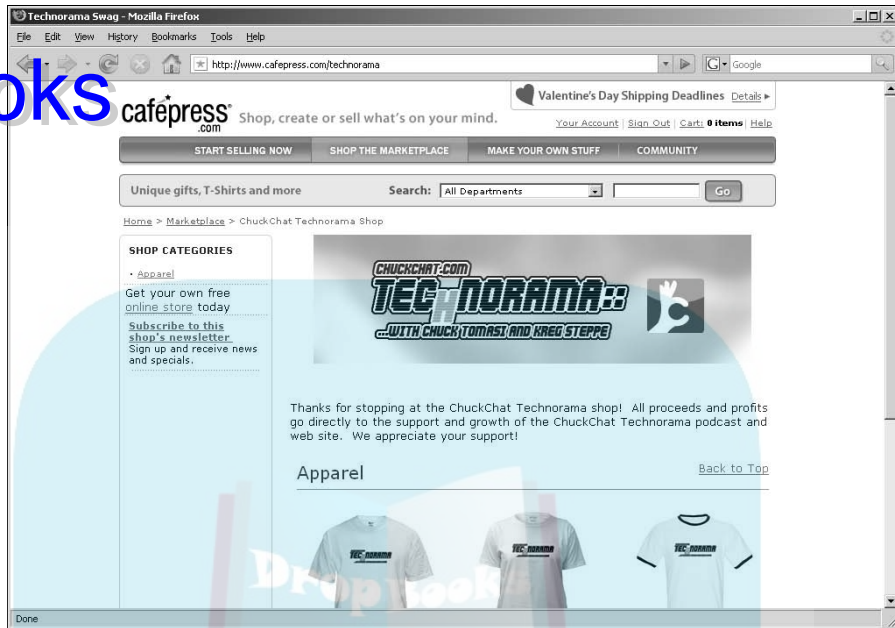 Technorama Swag - Mozilla Firefox
File Edit View History Bookmarks Tools Help
http://www.cafepress.com/technorama
G Google
oks
Valentine's Day Shipping Deadlines Details
cafépress.com Shop, create or sell what's on your mind.
Your Account | Sign Out | Cart: 0 items | Help
START SELLING NOW SHOP THE MARKETPLACE MAKE YOUR OWN STUFF COMMUNITY
Unique gifts, T-Shirts and more Search: All Departments Go
Home > Marketplace > ChuckChat Technorama Shop
SHOP CATEGORIES
• Apparel
Get your own free
online store today
Subscribe to this
shop's newsletter
Sign up and receive news
and specials.
CHUCKCHAT.COM
TECHNORAMA::
...WITH CHUCK TOMASI AND KREG STEPPE
C
Thanks for stopping at the ChuckChat Technorama shop! All proceeds and profits
go directly to the support and growth of the ChuckChat Technorama podcast and
web site. We appreciate your support!
Apparel
Back to Top
TECHNORAMA TECHNORAMA TECHNORAMA
DropBooks
Done